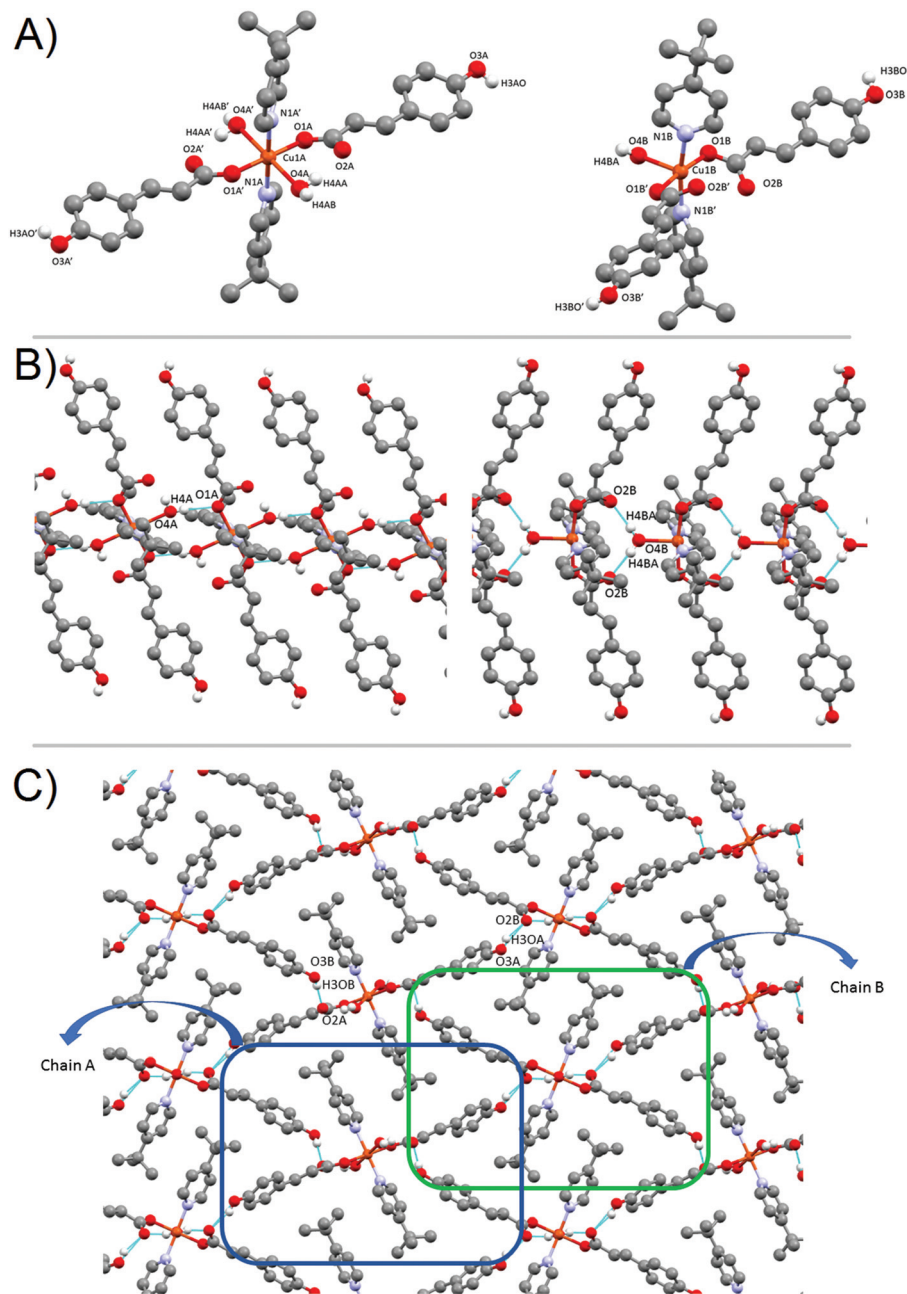 A)
O3A
H3AO
H4AB'
O4A'
N1A'
O1A
H4AA'
O2A'
Cu1A
O2A
N1A
O4A
O1A'
H4AA
H4AB
H3AO'
O3A'
H3BO
O3B
N1B
O4B
O1B
H4BA
Cu1B
O1B'
O2B'
O2B
N1B'
H3BO'
O3B'
B)
H4A
O1A
O4A
O2B
H4BA
O4B
H4BA
O2B
C)
O2B
H3OA
O3B
O3A
H3OB
O2A
Chain B
Chain A